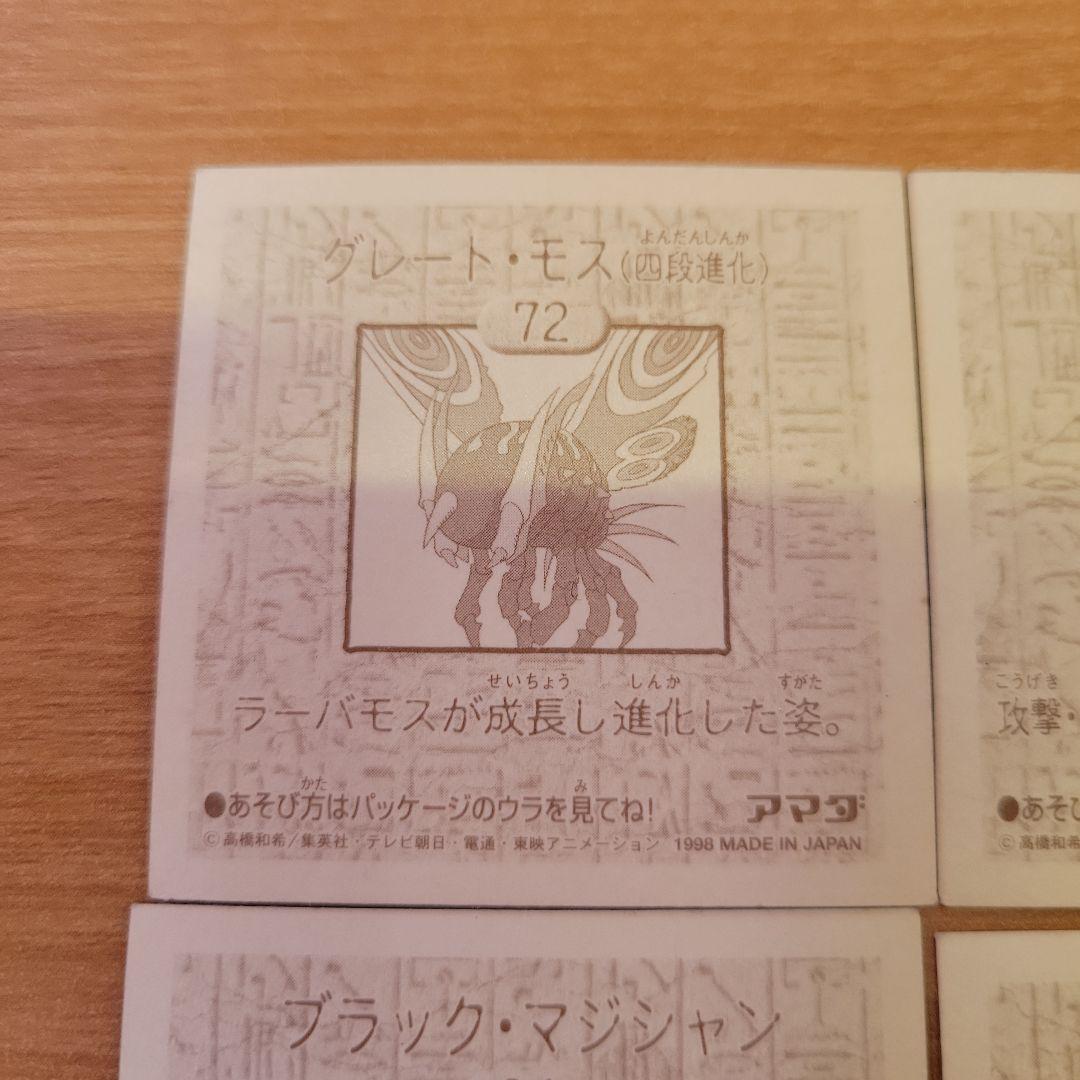 グレート・モス(四段進化)
よんだんしんか
72
せいちょう しんか すがた
ラーバモスが成長し進化した姿。
かた み
●あそび方はパッケージのウラを見てね!
アマダ
©高橋和希/集英社・テレビ朝日・電通・東映アニメーション 1998 MADE IN JAPAN
こうげき
攻撃・
●あそび
©高橋和希
ブラック・マジシャン